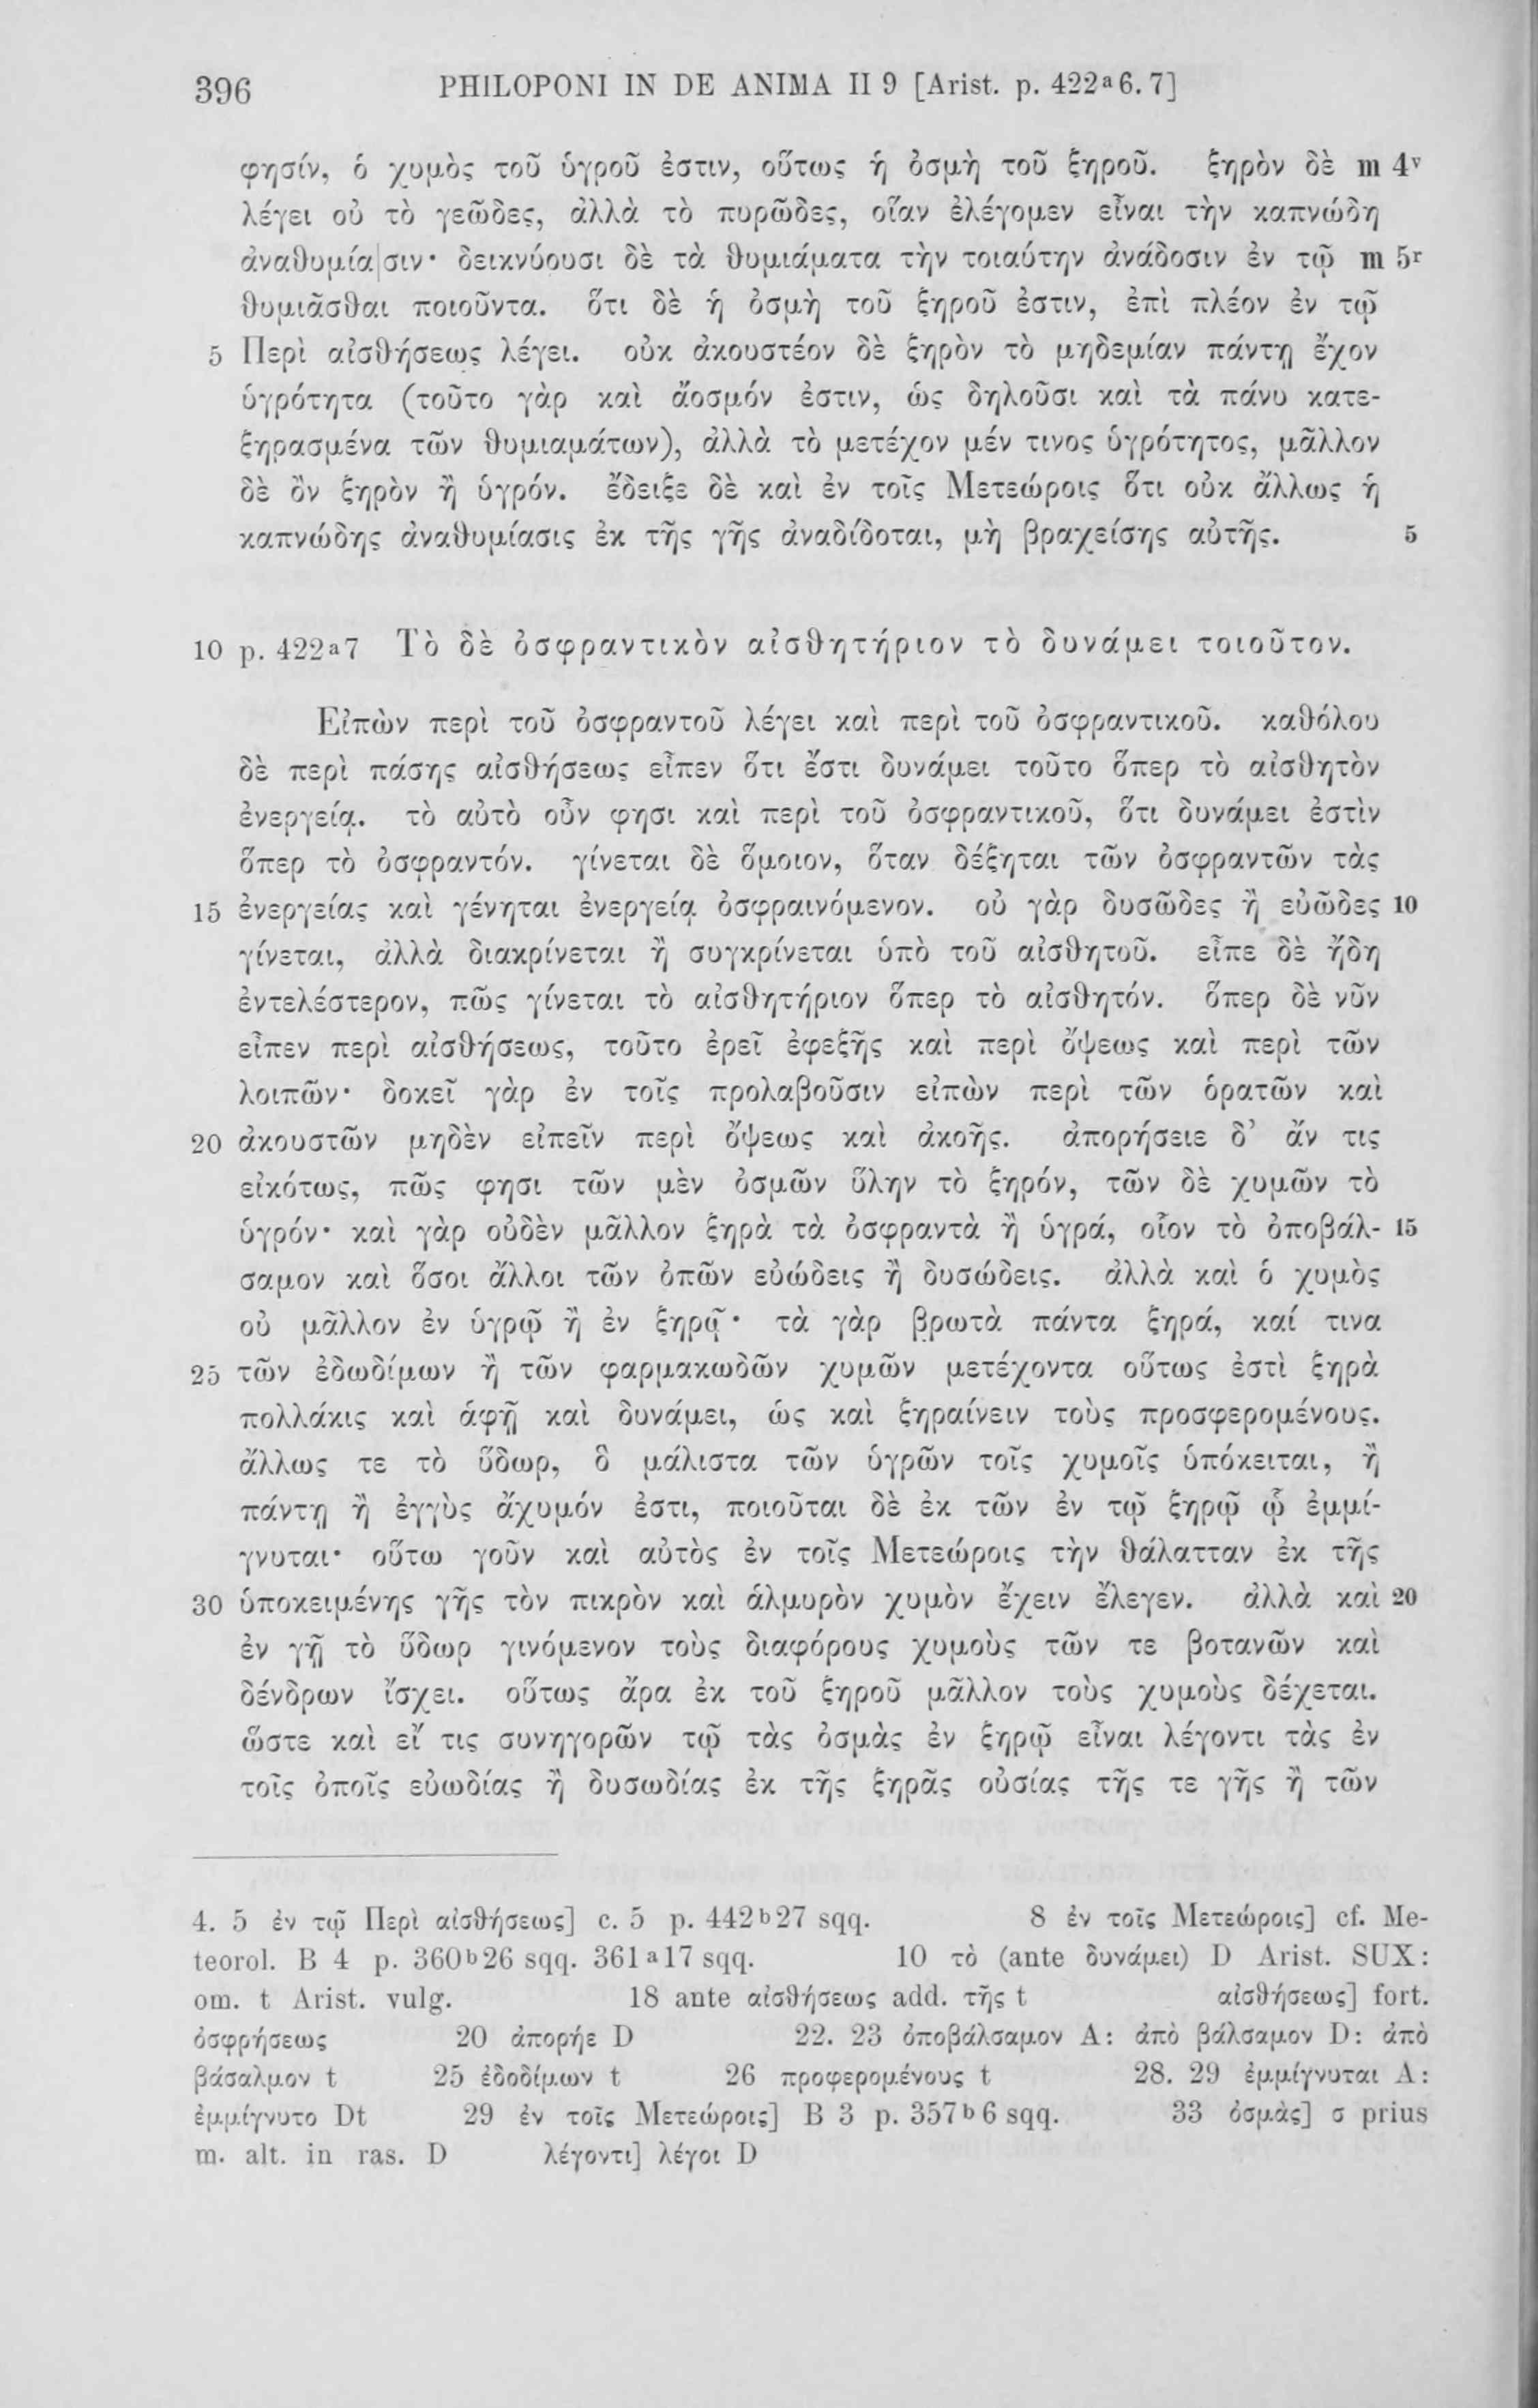 396 PHILOPONI IN DE ANIMA II 9 [Arist. p. 422ᵃ6. 7]
φησίν, ὁ χυμὸς τοῦ ὑγροῦ ἐστιν, οὕτως ἡ ὀσμὴ τοῦ ξηροῦ. ξηρὸν δὲ m 4ᵛ
λέγει οὐ τὸ γεῶδες, ἀλλὰ τὸ πυρῶδες, οἵαν ἐλέγομεν εἶναι τὴν καπνώδη
ἀναθυμία|σιν· δεικνύουσι δὲ τὰ θυμιάματα τὴν τοιαύτην ἀνάδοσιν ἐν τῷ m 5ʳ
θυμιᾶσθαι ποιοῦντα. ὅτι δὲ ἡ ὀσμὴ τοῦ ξηροῦ ἐστιν, ἐπὶ πλέον ἐν τῷ
5 Περὶ αἰσθήσεως λέγει. οὐκ ἀκουστέον δὲ ξηρὸν τὸ μηδεμίαν πάντῃ ἔχον
ὑγρότητα (τοῦτο γὰρ καὶ ἄοσμόν ἐστιν, ὡς δηλοῦσι καὶ τὰ πάνυ κατε-
ξηρασμένα τῶν θυμιαμάτων), ἀλλὰ τὸ μετέχον μέν τινος ὑγρότητος, μᾶλλον
δὲ ὂν ξηρὸν ἢ ὑγρόν. ἔδειξε δὲ καὶ ἐν τοῖς Μετεώροις ὅτι οὐκ ἄλλως ἡ
καπνώδης ἀναθυμίασις ἐκ τῆς γῆς ἀναδίδοται, μὴ βραχείσης αὐτῆς. 5
10 p. 422ᵃ7 Τὸ δὲ ὀσφραντικὸν αἰσθητήριον τὸ δυνάμει τοιοῦτον.
Εἰπὼν περὶ τοῦ ὀσφραντοῦ λέγει καὶ περὶ τοῦ ὀσφραντικοῦ. καθόλου
δὲ περὶ πάσης αἰσθήσεως εἶπεν ὅτι ἔστι δυνάμει τοῦτο ὅπερ τὸ αἰσθητὸν
ἐνεργείᾳ. τὸ αὐτὸ οὖν φησι καὶ περὶ τοῦ ὀσφραντικοῦ, ὅτι δυνάμει ἐστὶν
ὅπερ τὸ ὀσφραντόν. γίνεται δὲ ὅμοιον, ὅταν δέξηται τῶν ὀσφραντῶν τὰς
15 ἐνεργείας καὶ γένηται ἐνεργείᾳ ὀσφραινόμενον. οὐ γὰρ δυσῶδες ἢ εὐῶδες 10
γίνεται, ἀλλὰ διακρίνεται ἢ συγκρίνεται ὑπὸ τοῦ αἰσθητοῦ. εἶπε δὲ ἤδη
ἐντελέστερον, πῶς γίνεται τὸ αἰσθητήριον ὅπερ τὸ αἰσθητόν. ὅπερ δὲ νῦν
εἶπεν περὶ αἰσθήσεως, τοῦτο ἐρεῖ ἐφεξῆς καὶ περὶ ὄψεως καὶ περὶ τῶν
λοιπῶν· δοκεῖ γὰρ ἐν τοῖς προλαβοῦσιν εἰπὼν περὶ τῶν ὁρατῶν καὶ
20 ἀκουστῶν μηδὲν εἰπεῖν περὶ ὄψεως καὶ ἀκοῆς. ἀπορήσειε δ’ ἄν τις
εἰκότως, πῶς φησι τῶν μὲν ὀσμῶν ὕλην τὸ ξηρόν, τῶν δὲ χυμῶν τὸ
ὑγρόν· καὶ γὰρ οὐδὲν μᾶλλον ξηρὰ τὰ ὀσφραντὰ ἢ ὑγρά, οἷον τὸ ὀποβάλ- 15
σαμον καὶ ὅσοι ἄλλοι τῶν ὀπῶν εὐώδεις ἢ δυσώδεις. ἀλλὰ καὶ ὁ χυμὸς
οὐ μᾶλλον ἐν ὑγρῷ ἢ ἐν ξηρῷ· τὰ γὰρ βρωτὰ πάντα ξηρά, καί τινα
25 τῶν ἐδωδίμων ἢ τῶν φαρμακωδῶν χυμῶν μετέχοντα οὕτως ἐστὶ ξηρὰ
πολλάκις καὶ ἁφῇ καὶ δυνάμει, ὡς καὶ ξηραίνειν τοὺς προσφερομένους.
ἄλλως τε τὸ ὕδωρ, ὃ μάλιστα τῶν ὑγρῶν τοῖς χυμοῖς ὑπόκειται, ἢ
πάντῃ ἢ ἐγγὺς ἄχυμόν ἐστι, ποιοῦται δὲ ἐκ τῶν ἐν τῷ ξηρῷ ᾧ ἐμμί-
γνυται· οὕτω γοῦν καὶ αὐτὸς ἐν τοῖς Μετεώροις τὴν θάλατταν ἐκ τῆς
30 ὑποκειμένης γῆς τὸν πικρὸν καὶ ἁλμυρὸν χυμὸν ἔχειν ἔλεγεν. ἀλλὰ καὶ 20
ἐν γῇ τὸ ὕδωρ γινόμενον τοὺς διαφόρους χυμοὺς τῶν τε βοτανῶν καὶ
δένδρων ἴσχει. οὕτως ἄρα ἐκ τοῦ ξηροῦ μᾶλλον τοὺς χυμοὺς δέχεται.
ὥστε καὶ εἴ τις συνηγορῶν τῷ τὰς ὀσμὰς ἐν ξηρῷ εἶναι λέγοντι τὰς ἐν
τοῖς ὀποῖς εὐωδίας ἢ δυσωδίας ἐκ τῆς ξηρᾶς οὐσίας τῆς τε γῆς ἢ τῶν
4. 5 ἐν τῷ Περὶ αἰσθήσεως] c. 5 p. 442ᵇ27 sqq. 8 ἐν τοῖς Μετεώροις] cf. Me-
teorol. B 4 p. 360ᵇ26 sqq. 361ᵃ17 sqq. 10 τὸ (ante δυνάμει) D Arist. SUX:
om. t Arist. vulg. 18 ante αἰσθήσεως add. τῆς t αἰσθήσεως] fort.
ὀσφρήσεως 20 ἀπορήε D 22. 23 ὀποβάλσαμον A: ἀπὸ βάλσαμον D: ἀπὸ
βάσαλμον t 25 ἐδοδίμων t 26 προφερομένους t 28. 29 ἐμμίγνυται A:
ἐμμίγνυτο Dt 29 ἐν τοῖς Μετεώροις] B 3 p. 357ᵇ6 sqq. 33 ὀσμὰς] σ prius
m. alt. in ras. D λέγοντι] λέγοι D